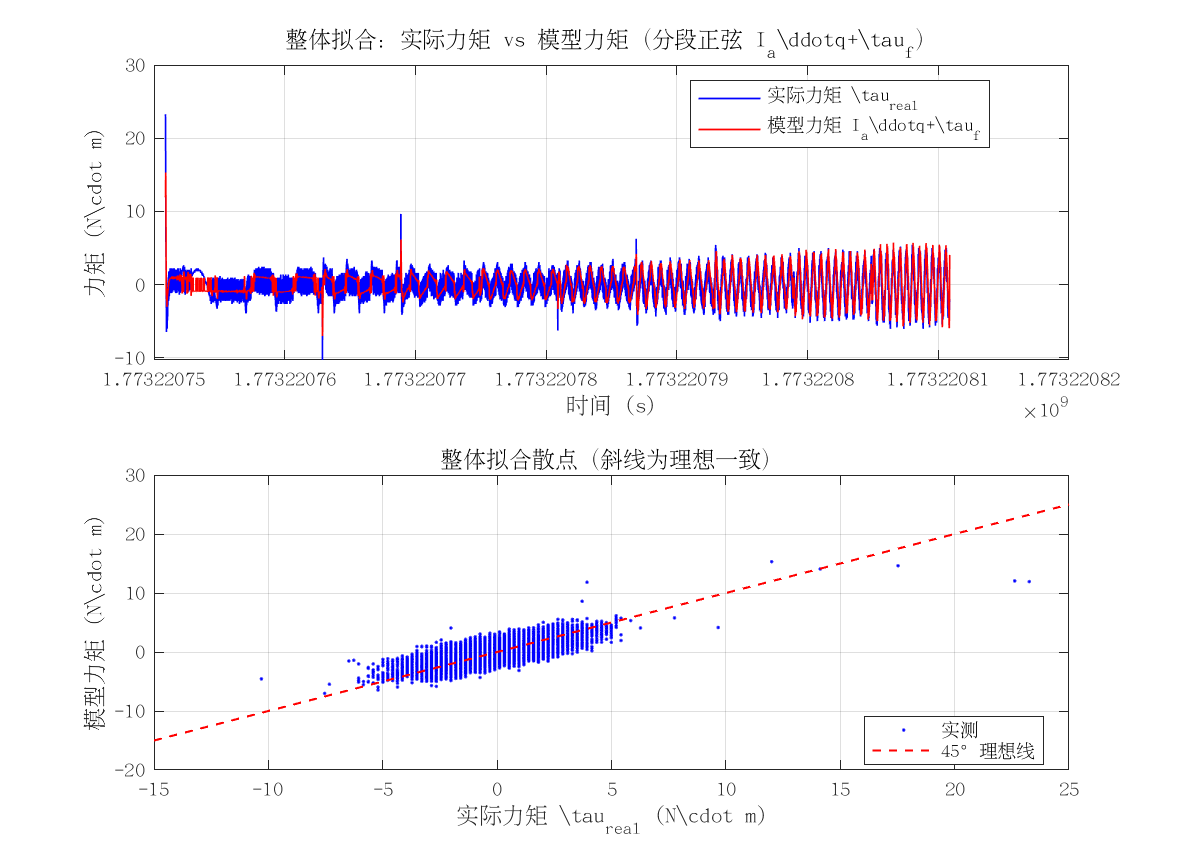 整体拟合：实际力矩 vs 模型力矩 (分段正弦 I_a\ddotq+\tau_f)
30
20
10
0
-10
力矩 (N\cdot m)
实际力矩 \tau_real
模型力矩 I_a\ddotq+\tau_f
1.77322075 1.77322076 1.77322077 1.77322078 1.77322079 1.7732208 1.77322081 1.77322082
时间 (s)
×10^9
整体拟合散点 (斜线为理想一致)
30
20
10
0
-10
-20
模型力矩 (N\cdot m)
实测
45° 理想线
-15 -10 -5 0 5 10 15 20 25
实际力矩 \tau_real (N\cdot m)